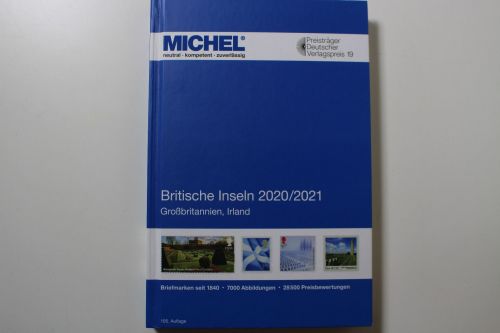 MICHEL®
neutral · kompetent · zuverlässig
Preisträger
Deutscher
Verlagspreis 19
Britische Inseln 2020/2021
Großbritannien, Irland
Briefmarken seit 1840 • 7000 Abbildungen • 28500 Preisbewertungen
105. Auflage